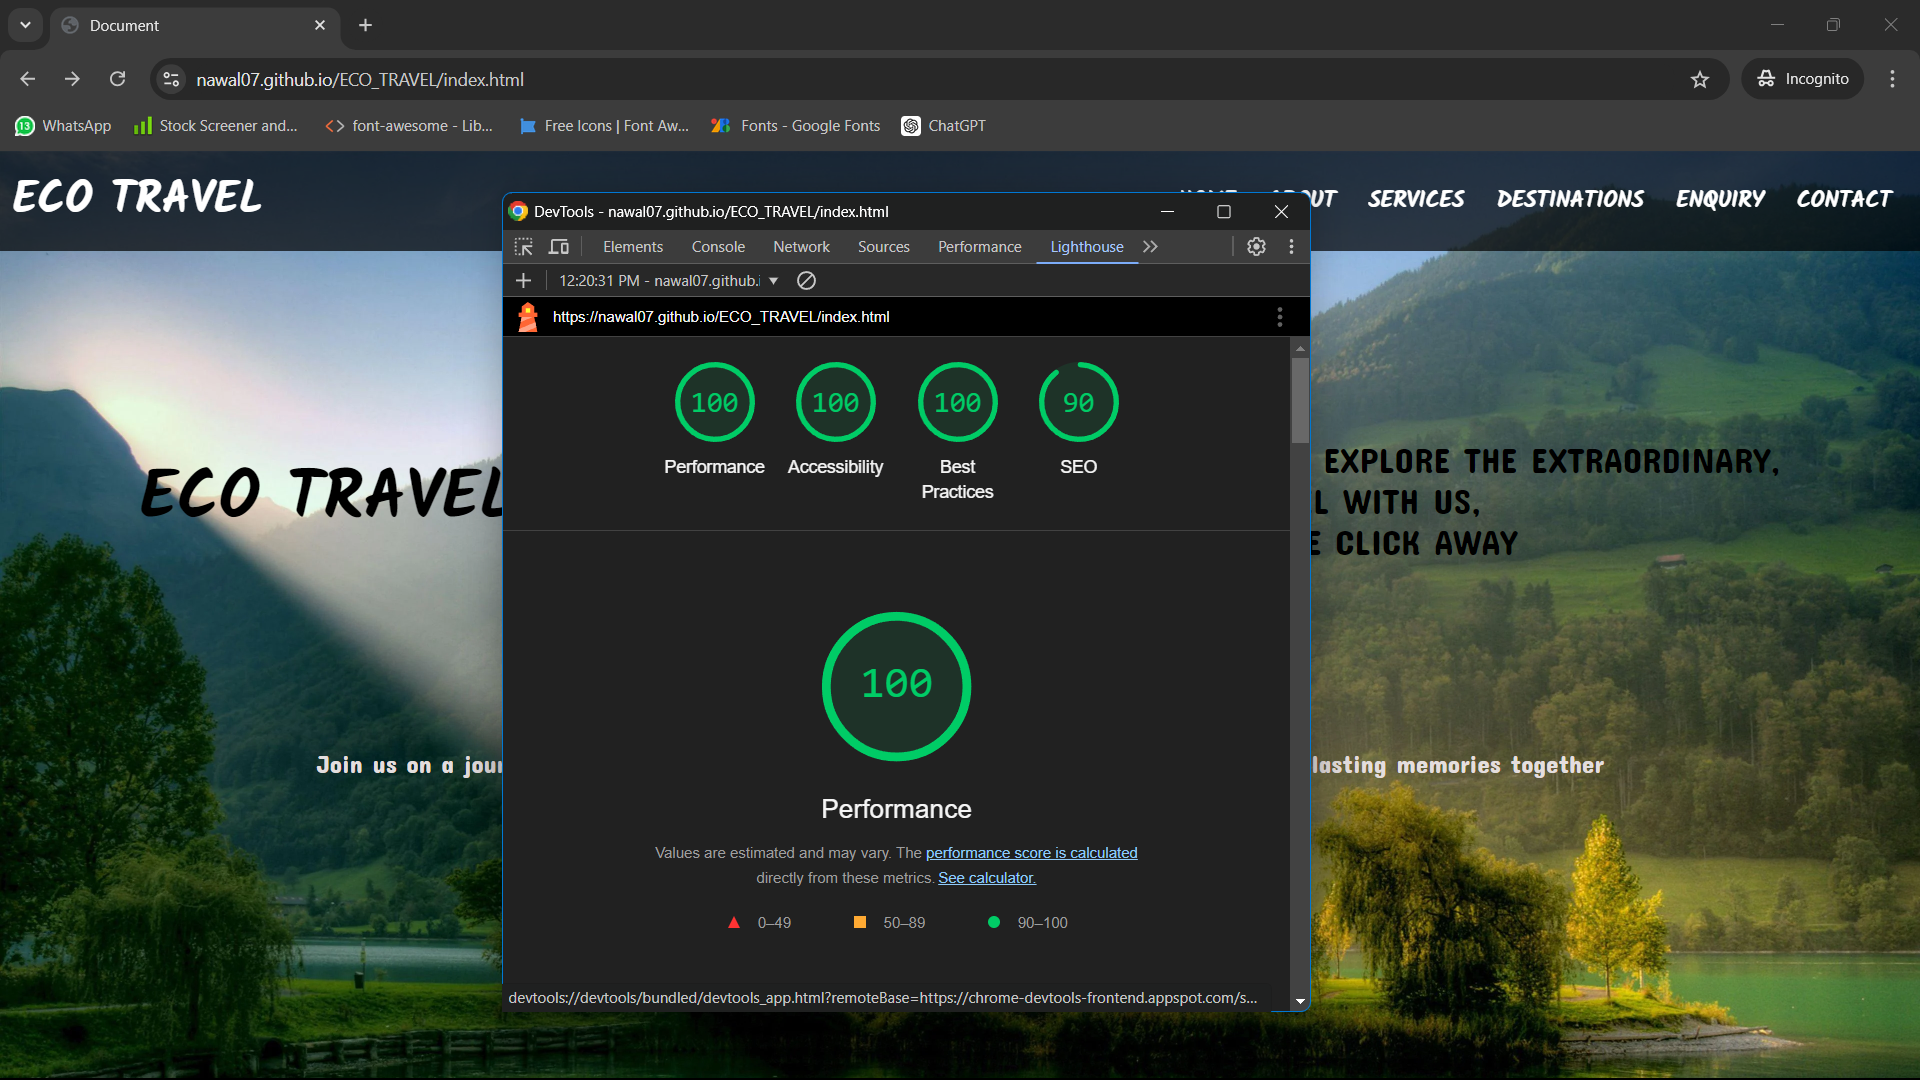 Document
nawal07.github.io/ECO_TRAVEL/index.html
Incognito
13
WhatsApp
Stock Screener and...
font-awesome - Lib...
Free Icons | Font Aw...
Fonts - Google Fonts
ChatGPT
ECO TRAVEL
SERVICES
DESTINATIONS
ENQUIRY
CONTACT
DevTools - nawal07.github.io/ECO_TRAVEL/index.html
Elements
Console
Network
Sources
Performance
Lighthouse
12:20:31 PM - nawal07.github.i
https://nawal07.github.io/ECO_TRAVEL/index.html
100
100
100
90
Performance
Accessibility
Best
Practices
SEO
ECO TRAVEL
EXPLORE THE EXTRAORDINARY,
L WITH US,
E CLICK AWAY
100
Join us on a jour
lasting memories together
Performance
Values are estimated and may vary. The performance score is calculated
directly from these metrics. See calculator.
0–49
50–89
90–100
devtools://devtools/bundled/devtools_app.html?remoteBase=https://chrome-devtools-frontend.appspot.com/s...